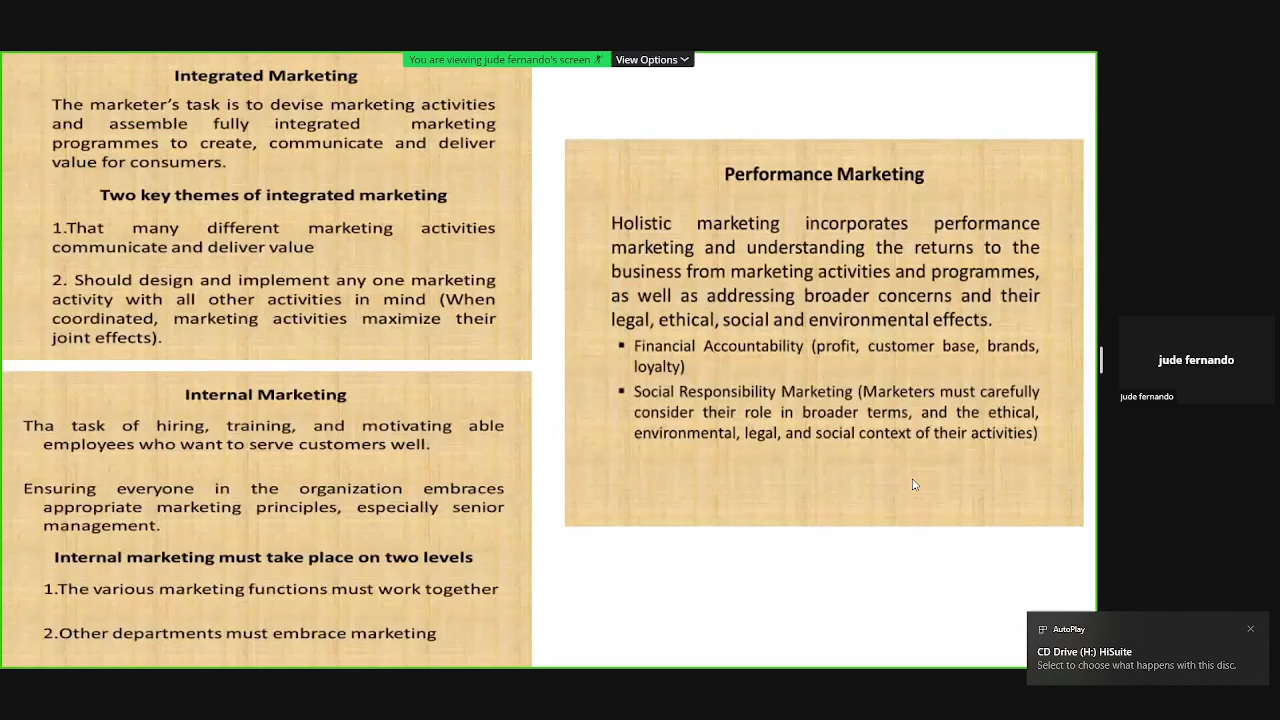 You are viewing jude fernando's screen
View Options
Integrated Marketing
The marketer's task is to devise marketing activities
and assemble fully integrated marketing
programmes to create, communicate and deliver
value for consumers.
Two key themes of integrated marketing
1.That many different marketing activities
communicate and deliver value
2. Should design and implement any one marketing
activity with all other activities in mind (When
coordinated, marketing activities maximize their
joint effects).
Internal Marketing
Tha task of hiring, training, and motivating able
employees who want to serve customers well.
Ensuring everyone in the organization embraces
appropriate marketing principles, especially senior
management.
Internal marketing must take place on two levels
1.The various marketing functions must work together
2.Other departments must embrace marketing
Performance Marketing
Holistic marketing incorporates performance
marketing and understanding the returns to the
business from marketing activities and programmes,
as well as addressing broader concerns and their
legal, ethical, social and environmental effects.
▪ Financial Accountability (profit, customer base, brands,
loyalty)
▪ Social Responsibility Marketing (Marketers must carefully
consider their role in broader terms, and the ethical,
environmental, legal, and social context of their activities)
jude fernando
jude fernando
AutoPlay
CD Drive (H:) HiSuite
Select to choose what happens with this disc.